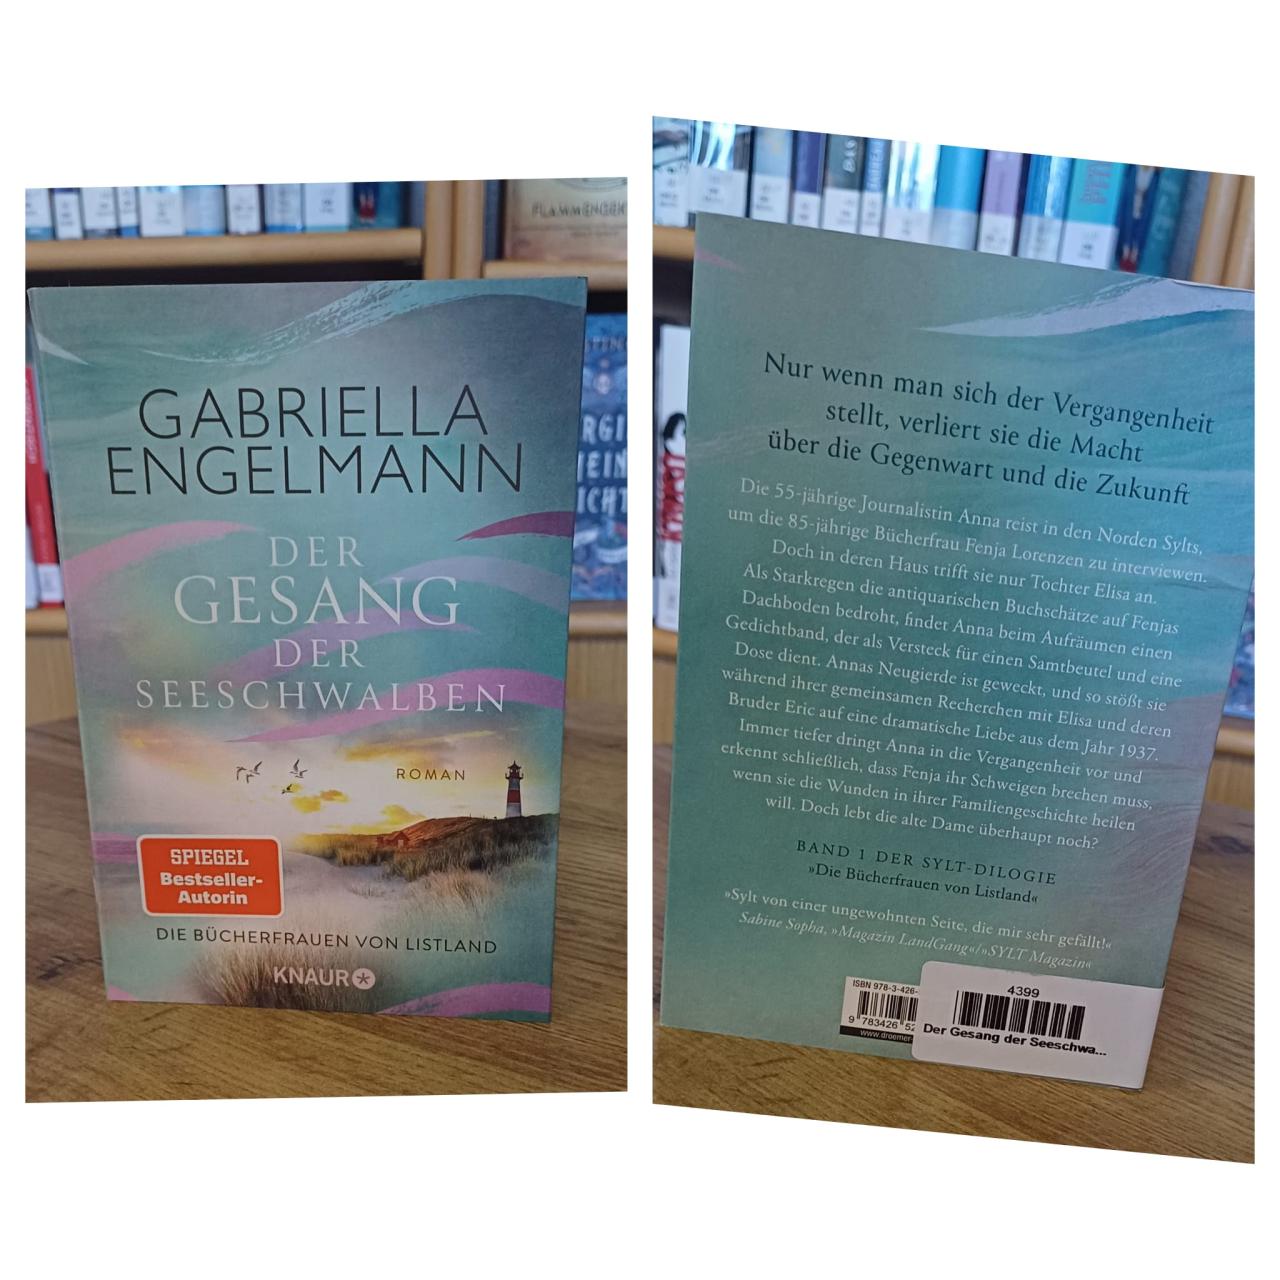 FLAMMENGEK
GABRIELLA
ENGELMANN
DER
GESANG
DER
SEESCHWALBEN
ROMAN
SPIEGEL
Bestseller-
Autorin
DIE BÜCHERFRAUEN VON LISTLAND
KNAUR
Nur wenn man sich der Vergangenheit
stellt, verliert sie die Macht
über die Gegenwart und die Zukunft
Die 55-jährige Journalistin Anna reist in den Norden Sylts,
um die 85-jährige Bücherfrau Fenja Lorenzen zu interviewen.
Doch in deren Haus trifft sie nur Tochter Elisa an.
Als Starkregen die antiquarischen Buchschätze auf Fenjas
Dachboden bedroht, findet Anna beim Aufräumen einen
Gedichtband, der als Versteck für einen Samtbeutel und eine
Dose dient. Annas Neugierde ist geweckt, und so stößt sie
während ihrer gemeinsamen Recherchen mit Elisa und deren
Bruder Eric auf eine dramatische Liebe aus dem Jahr 1937.
Immer tiefer dringt Anna in die Vergangenheit vor und
erkennt schließlich, dass Fenja ihr Schweigen brechen muss,
wenn sie die Wunden in ihrer Familiengeschichte heilen
will. Doch lebt die alte Dame überhaupt noch?
BAND 1 DER SYLT-DILOGIE
»Die Bücherfrauen von Listland«
»Sylt von einer ungewohnten Seite, die mir sehr gefällt!«
Sabine Sopha, »Magazin LandGang«/»SYLT Magazin«
ISBN 978-3-426-
9 783426 52
www.droemer-
4399
Der Gesang der Seeschwa...